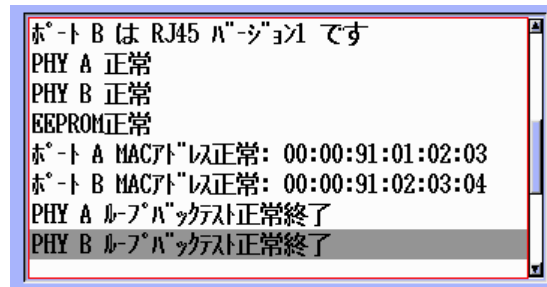 ﾎﾟｰﾄ B は RJ45 ﾊﾞｰｼﾞｮﾝ1 です
PHY A 正常
PHY B 正常
EEPROM正常
ﾎﾟｰﾄ A MACｱﾄﾞﾚｽ正常: 00:00:91:01:02:03
ﾎﾟｰﾄ B MACｱﾄﾞﾚｽ正常: 00:00:91:02:03:04
PHY A ﾙｰﾌﾟﾊﾞｯｸﾃｽﾄ正常終了
PHY B ﾙｰﾌﾟﾊﾞｯｸﾃｽﾄ正常終了